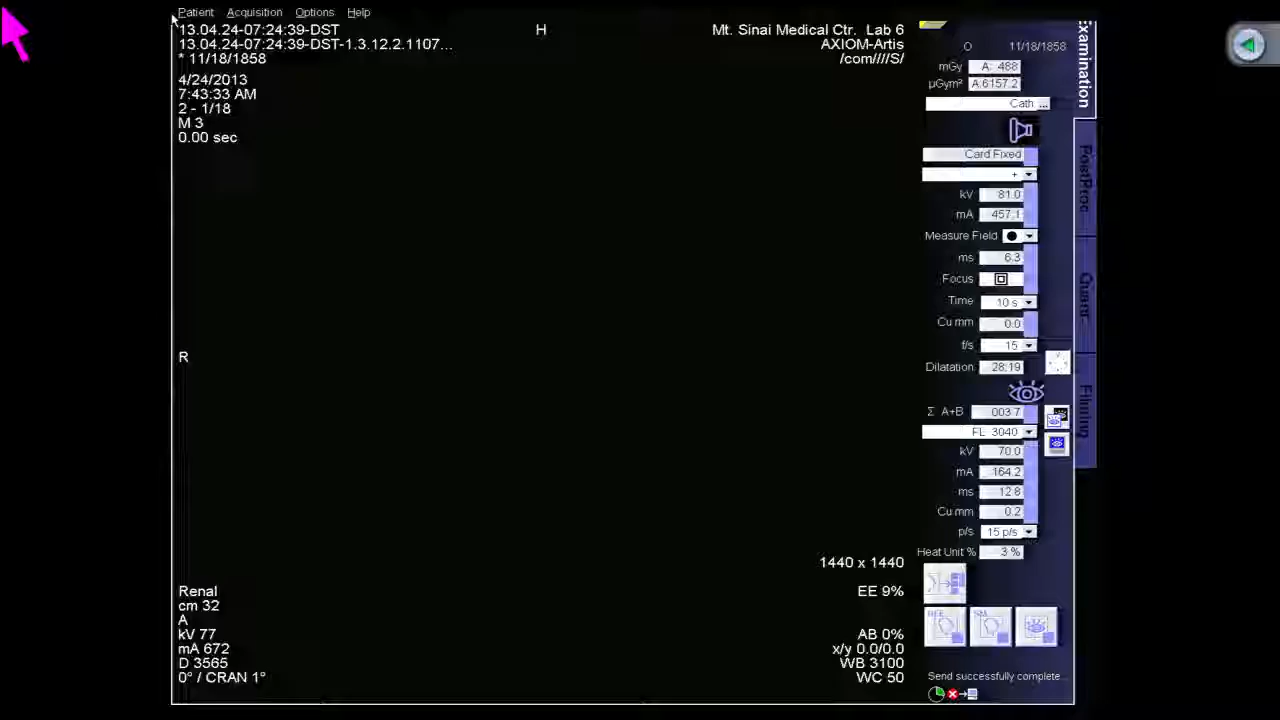 Patient Acquisition Options Help
13.04.24-07:24:39-DST
13.04.24-07:24:39-DST-1.3.12.2.1107...
* 11/18/1858
4/24/2013
7:43:33 AM
2 - 1/18
M 3
0.00 sec
H
Mt. Sinai Medical Ctr. Lab 6
AXIOM-Artis
/com////S/
R
Renal
cm 32
A
kV 77
mA 672
D 3565
0° / CRAN 1°
1440 x 1440
EE 9%
AB 0%
x/y 0.0/0.0
WB 3100
WC 50
O 11/18/1858
mGy A: 488
µGym² A:6157.2
Cath ...
Card Fixed
+
kV 81.0
mA 457.1
Measure Field
ms 6.3
Focus
Time 10 s
Cu mm 0.0
f/s 15
Dilatation 28:19
Σ A+B 003.7
FL 3040
kV 70.0
mA 164.2
ms 12.8
Cu mm 0.2
p/s 15 p/s
Heat Unit % 3 %
REF SM
Send successfully complete...
Examination
PostProc
Quant
Filming